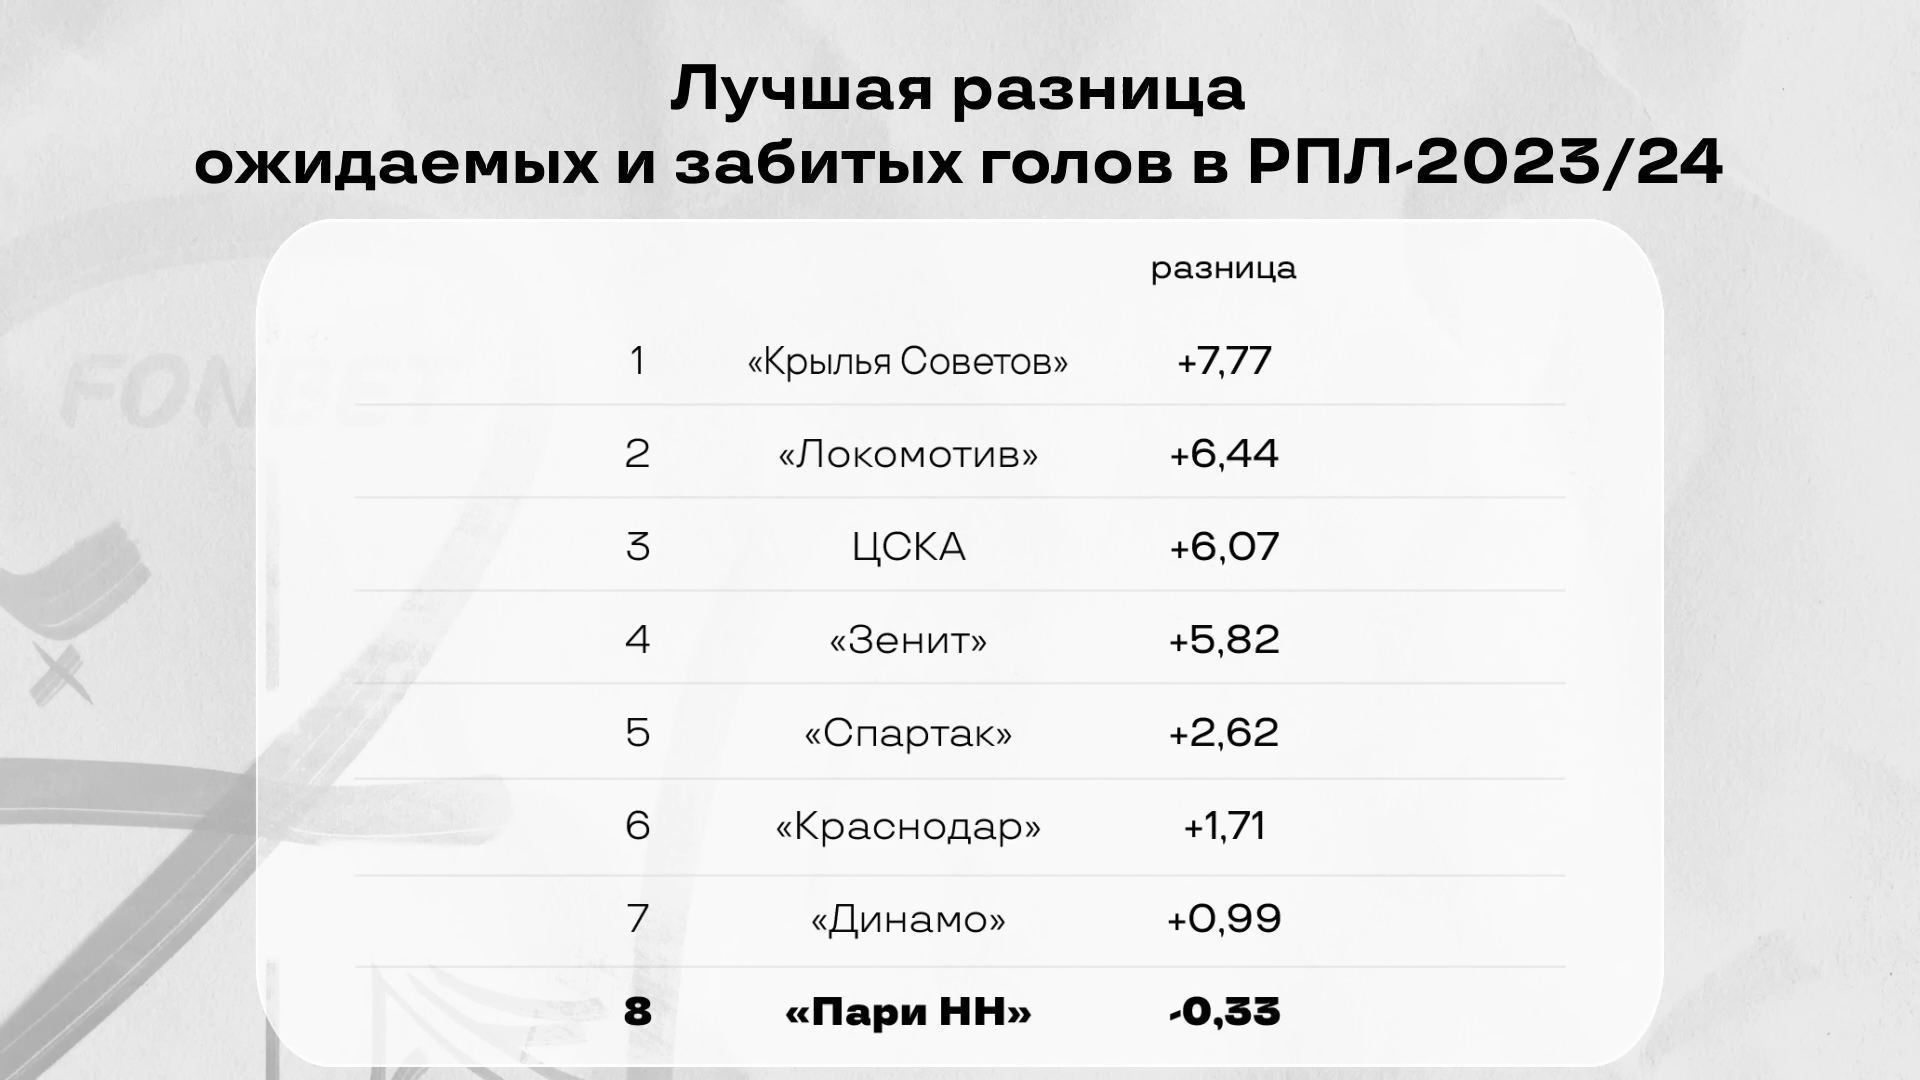 Лучшая разница
ожидаемых и забитых голов в РПЛ-2023/24
разница
1 «Крылья Советов» +7,77
2 «Локомотив» +6,44
3 ЦСКА +6,07
4 «Зенит» +5,82
5 «Спартак» +2,62
6 «Краснодар» +1,71
7 «Динамо» +0,99
8 «Пари НН» -0,33
FONBET